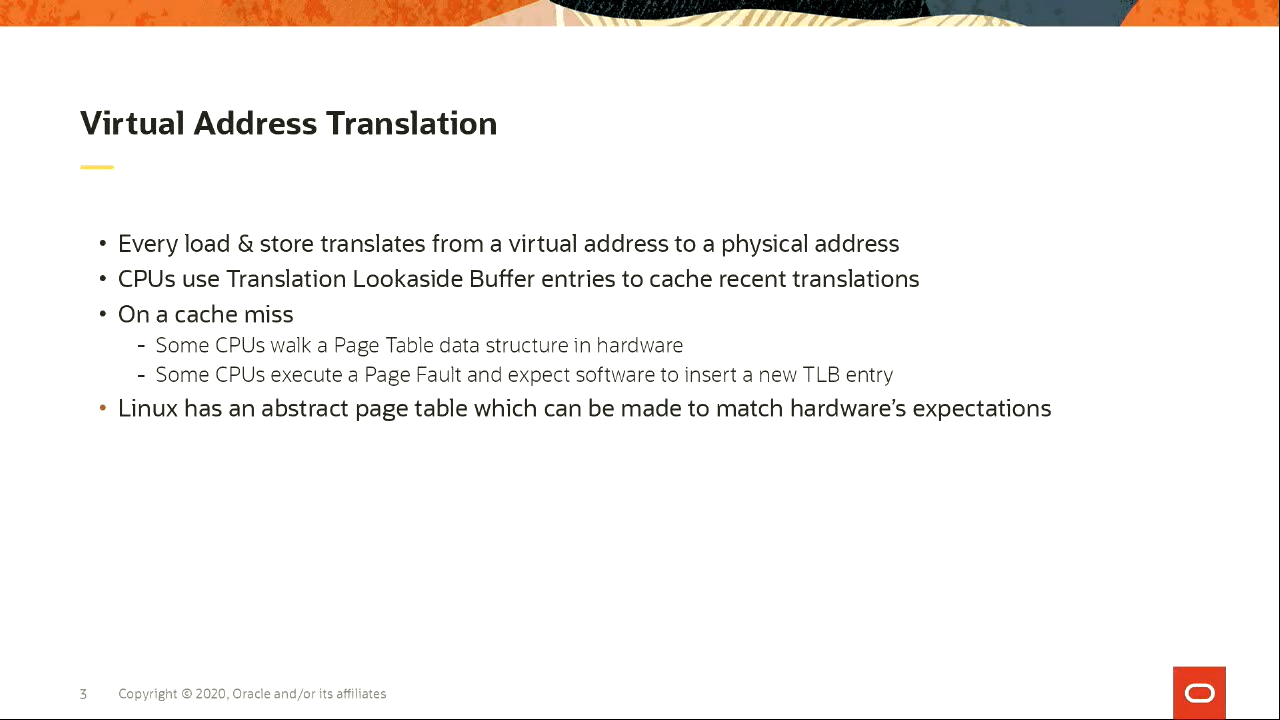 Virtual Address Translation
• Every load & store translates from a virtual address to a physical address
• CPUs use Translation Lookaside Buffer entries to cache recent translations
• On a cache miss
- Some CPUs walk a Page Table data structure in hardware
- Some CPUs execute a Page Fault and expect software to insert a new TLB entry
• Linux has an abstract page table which can be made to match hardware’s expectations
3 Copyright © 2020, Oracle and/or its affiliates